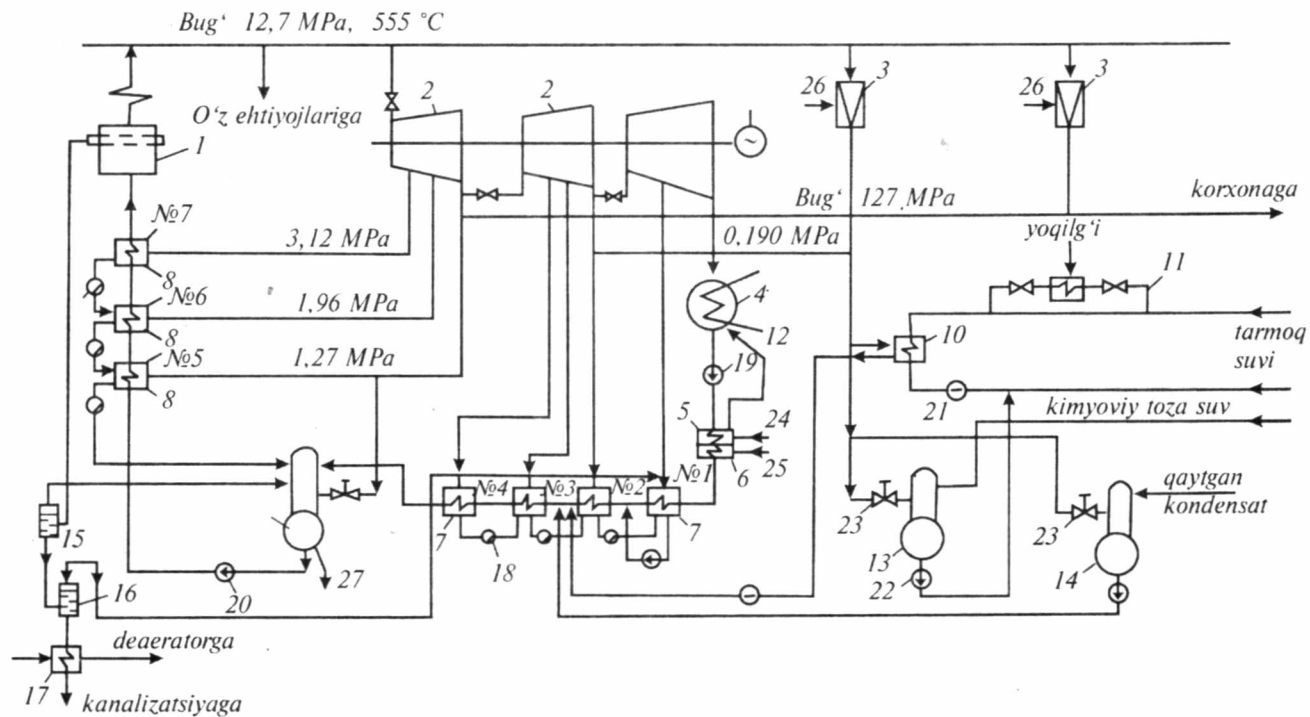 Bug‘ 12,7 MPa, 555 °C
2
2
3
3
26
26
O‘z ehtiyojlariga
1
~
№7
Bug‘ 127 MPa
korxonaga
3,12 MPa
0,190 MPa
yoqilg‘i
8
11
№6
1,96 MPa
4
8
12
10
tarmoq
suvi
№5
1,27 MPa
19
8
21
5
24
kimyoviy toza suv
6
25
№4
№3
№2
№1
qaytgan
kondensat
15
7
7
23
23
18
13
27
22
14
16
20
deaeratorga
17
kanalizatsiyaga